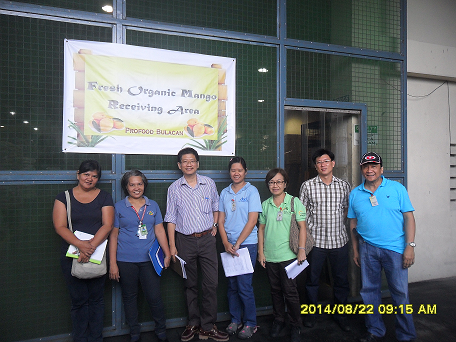 Fresh Organic Mango
Receiving Area
Profood Bulacan
2014/08/22 09:15 AM